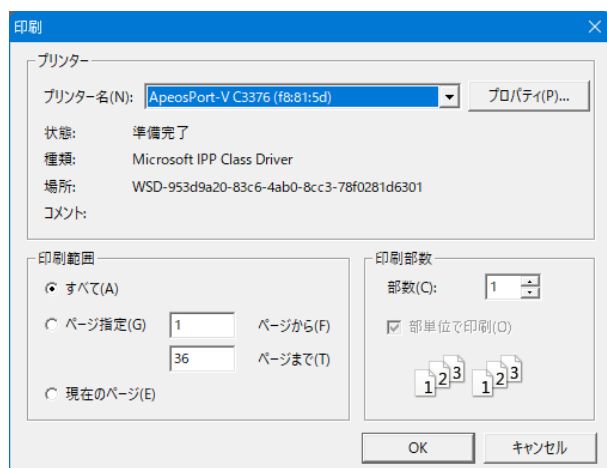 印刷
プリンター
プリンター名(N): ApeosPort-V C3376 (f8:81:5d) プロパティ(P)...
状態: 準備完了
種類: Microsoft IPP Class Driver
場所: WSD-953d9a20-83c6-4ab0-8cc3-78f0281d6301
コメント:
印刷範囲
すべて(A)
ページ指定(G) 1 ページから(F)
36 ページまで(T)
現在のページ(E)
印刷部数
部数(C): 1
部単位で印刷(O)
1 2 3 1 2 3
OK キャンセル